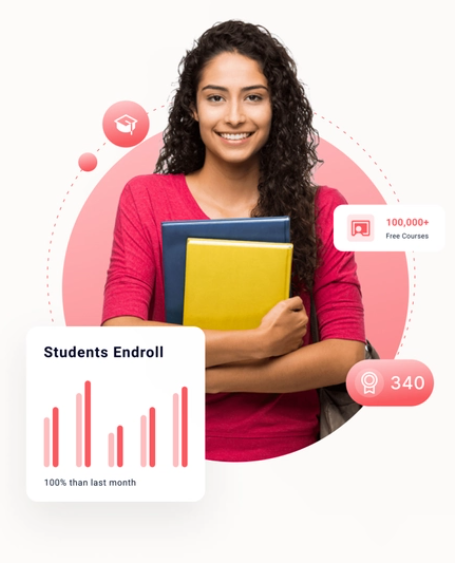 100,000+
Free Courses
Students Endroll
340
100% than last month